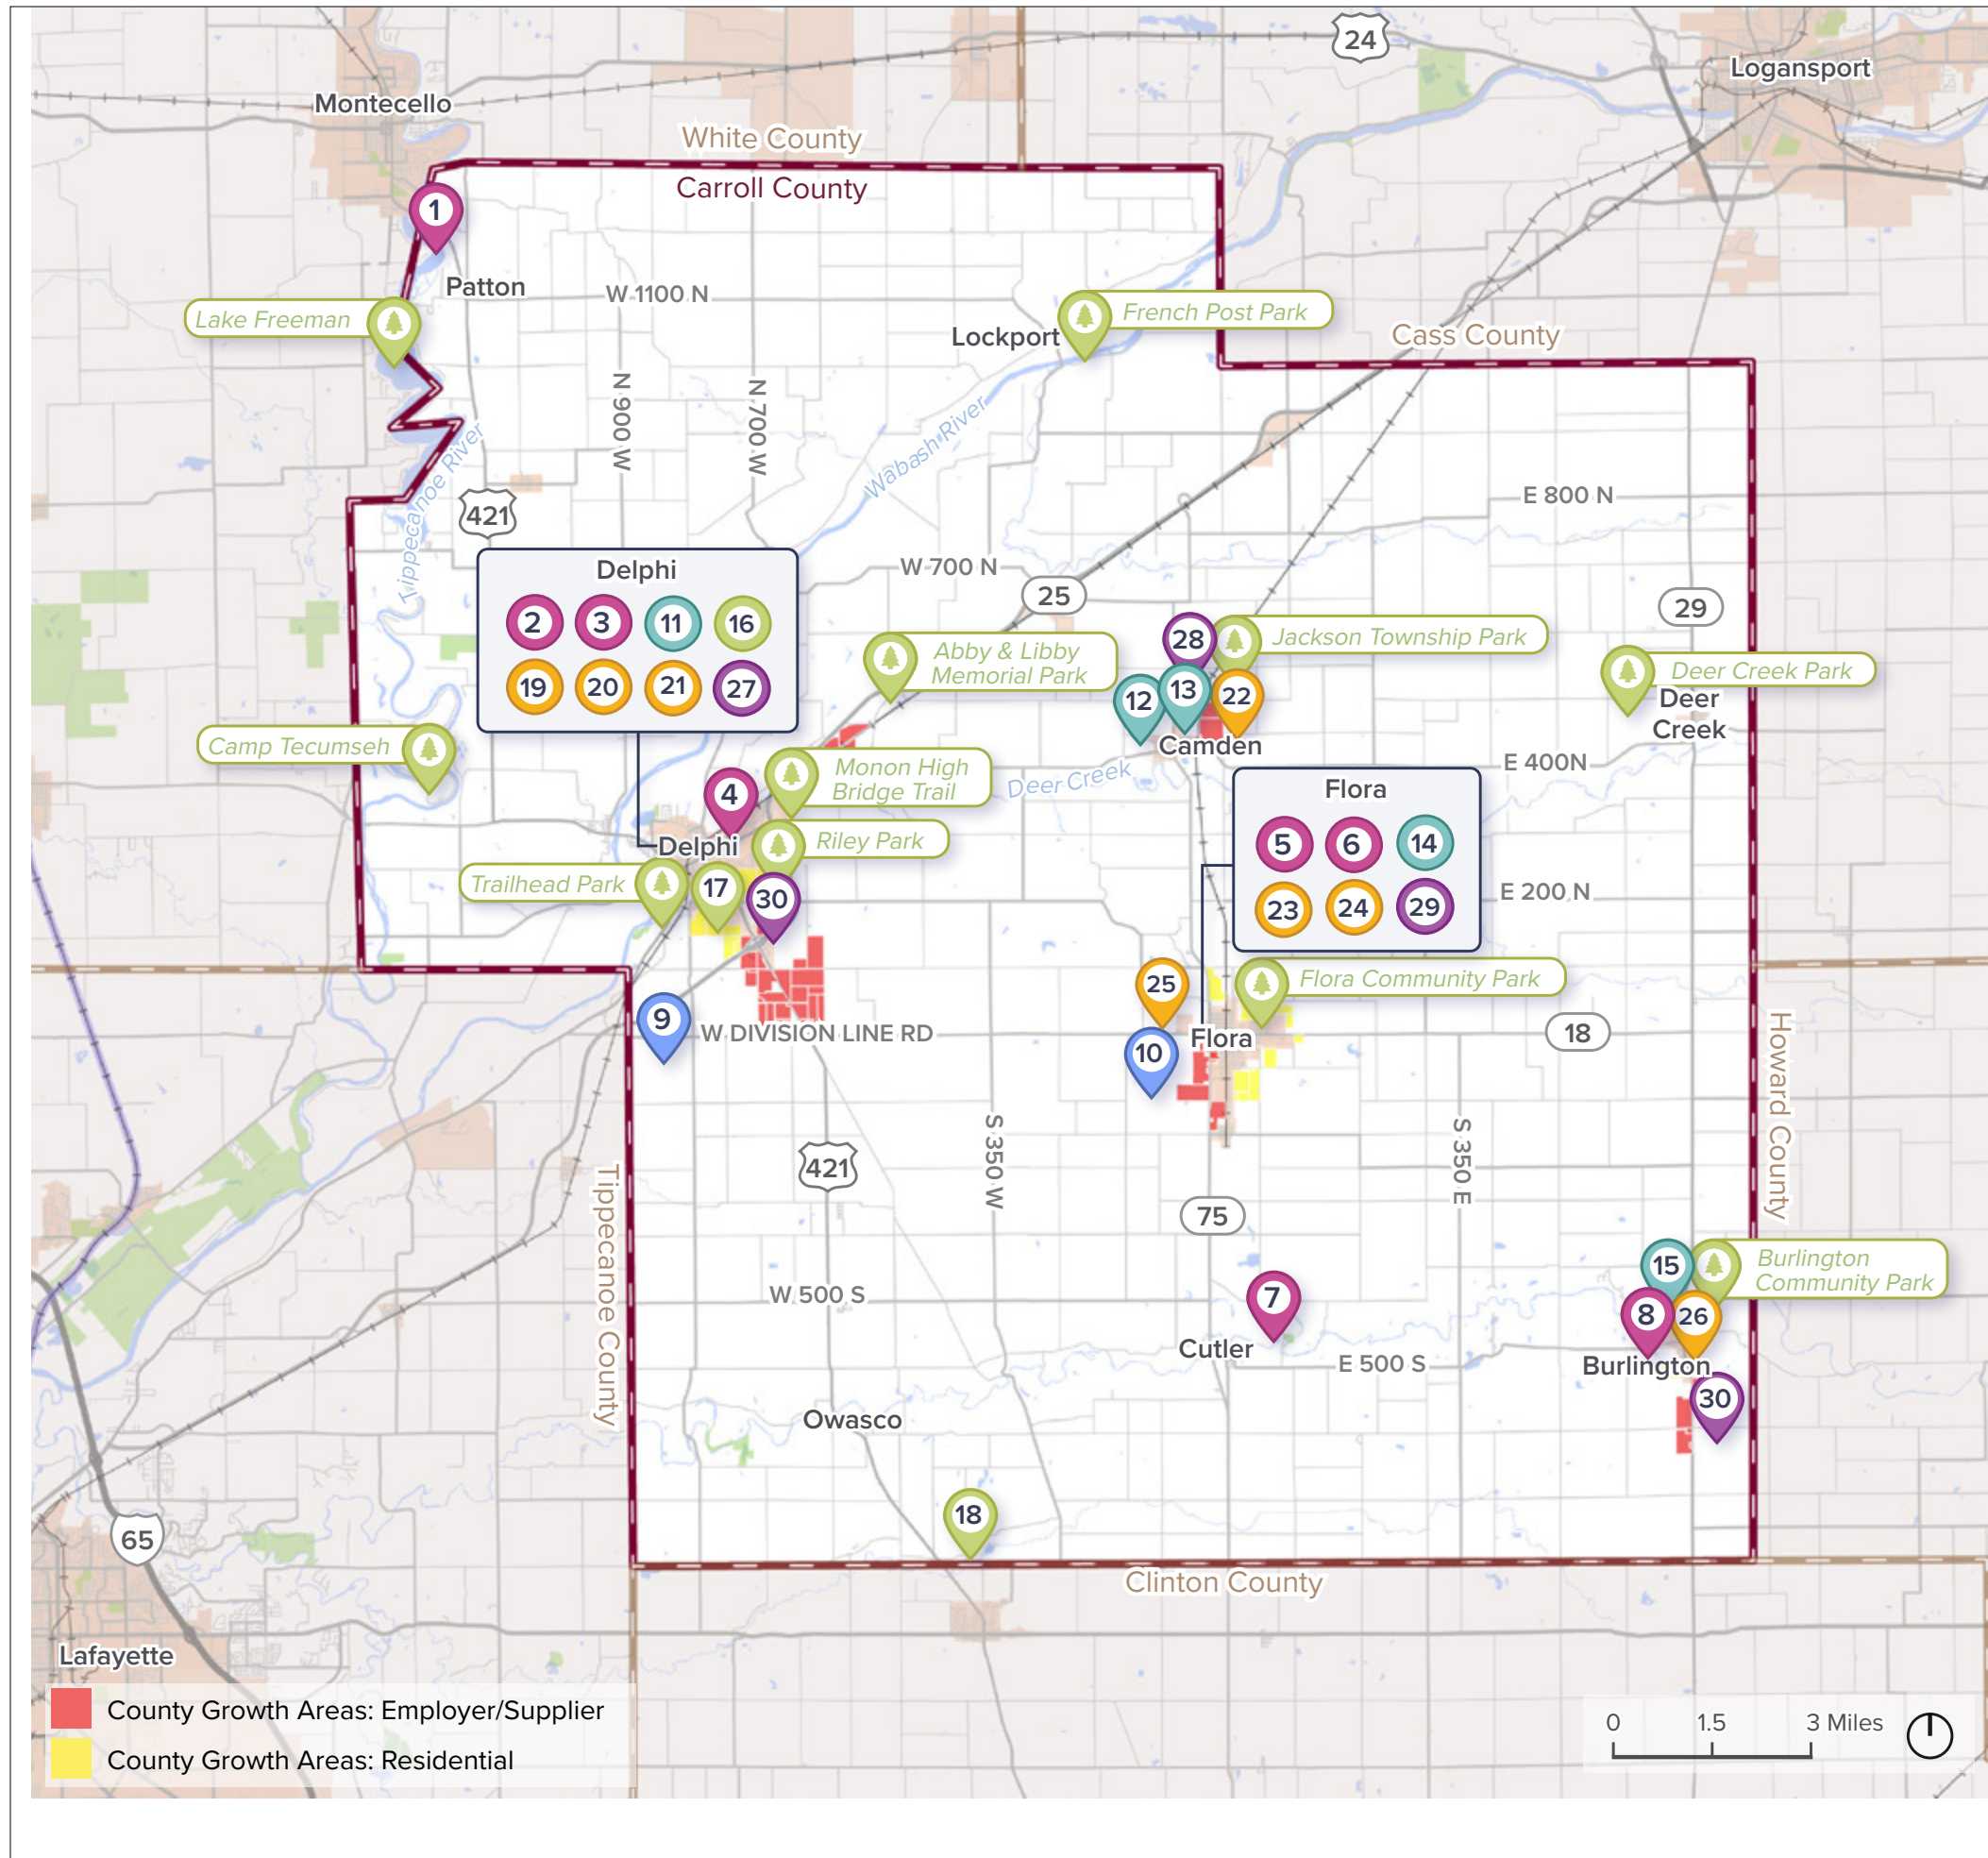 24
Logansport
Montecello
White County
Carroll County
1
Patton
W 1100 N
Lake Freeman
French Post Park
Lockport
Cass County
N 900 W
N 700 W
Wabash River
Tippecanoe River
421
E 800 N
W 700 N
25
29
Delphi
2
3
11
16
19
20
21
27
Abby & Libby
Memorial Park
28
Jackson Township Park
12
13
22
Camden
Deer Creek Park
Deer
Creek
Camp Tecumseh
Monon High
Bridge Trail
4
Deer Creek
E 400N
Delphi
Riley Park
Trailhead Park
17
30
Flora
5
6
14
23
24
29
E 200 N
25
Flora Community Park
9
W DIVISION LINE RD
10
Flora
18
Howard County
421
S 350 W
S 350 E
Tippecanoe County
75
W 500 S
7
Cutler
E 500 S
15
Burlington
Community Park
8
26
Burlington
30
Owasco
18
65
Clinton County
Lafayette
County Growth Areas: Employer/Supplier
County Growth Areas: Residential
0 1.5 3 Miles